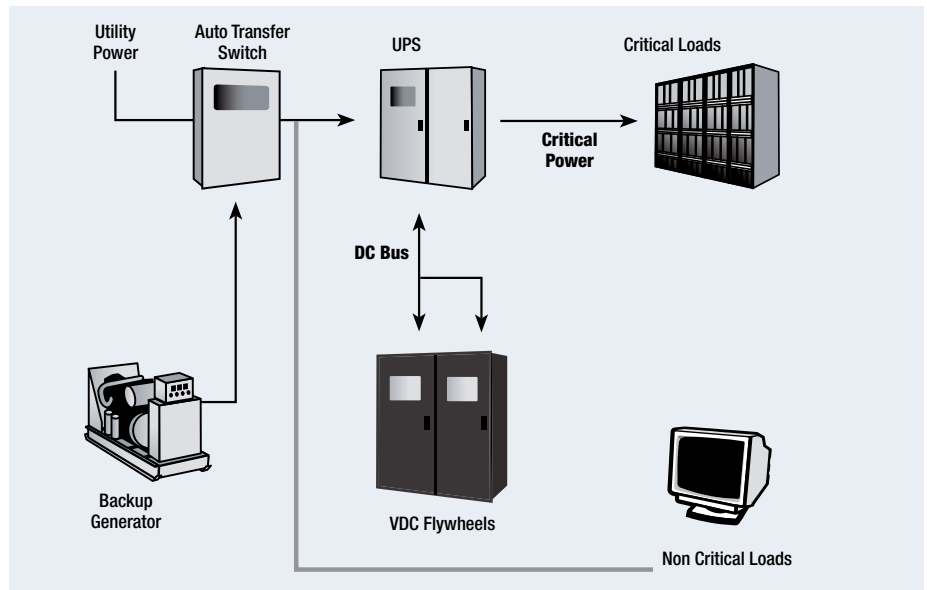 Utility
Power
Auto Transfer
Switch
UPS
Critical Loads
Critical
Power
DC Bus
Backup
Generator
VDC Flywheels
Non Critical Loads